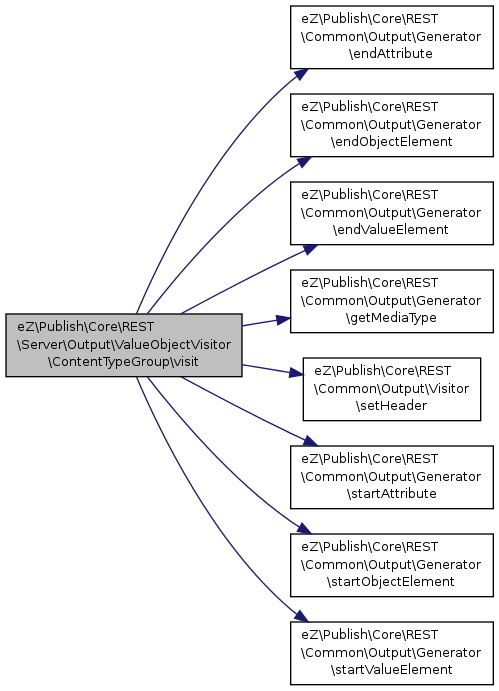 eZ\Publish\Core\REST
\Common\Output\Generator
\endAttribute
eZ\Publish\Core\REST
\Common\Output\Generator
\endObjectElement
eZ\Publish\Core\REST
\Common\Output\Generator
\endValueElement
eZ\Publish\Core\REST
\Common\Output\Generator
\getMediaType
eZ\Publish\Core\REST
\Server\Output\ValueObjectVisitor
\ContentTypeGroup\visit
eZ\Publish\Core\REST
\Common\Output\Visitor
\setHeader
eZ\Publish\Core\REST
\Common\Output\Generator
\startAttribute
eZ\Publish\Core\REST
\Common\Output\Generator
\startObjectElement
eZ\Publish\Core\REST
\Common\Output\Generator
\startValueElement